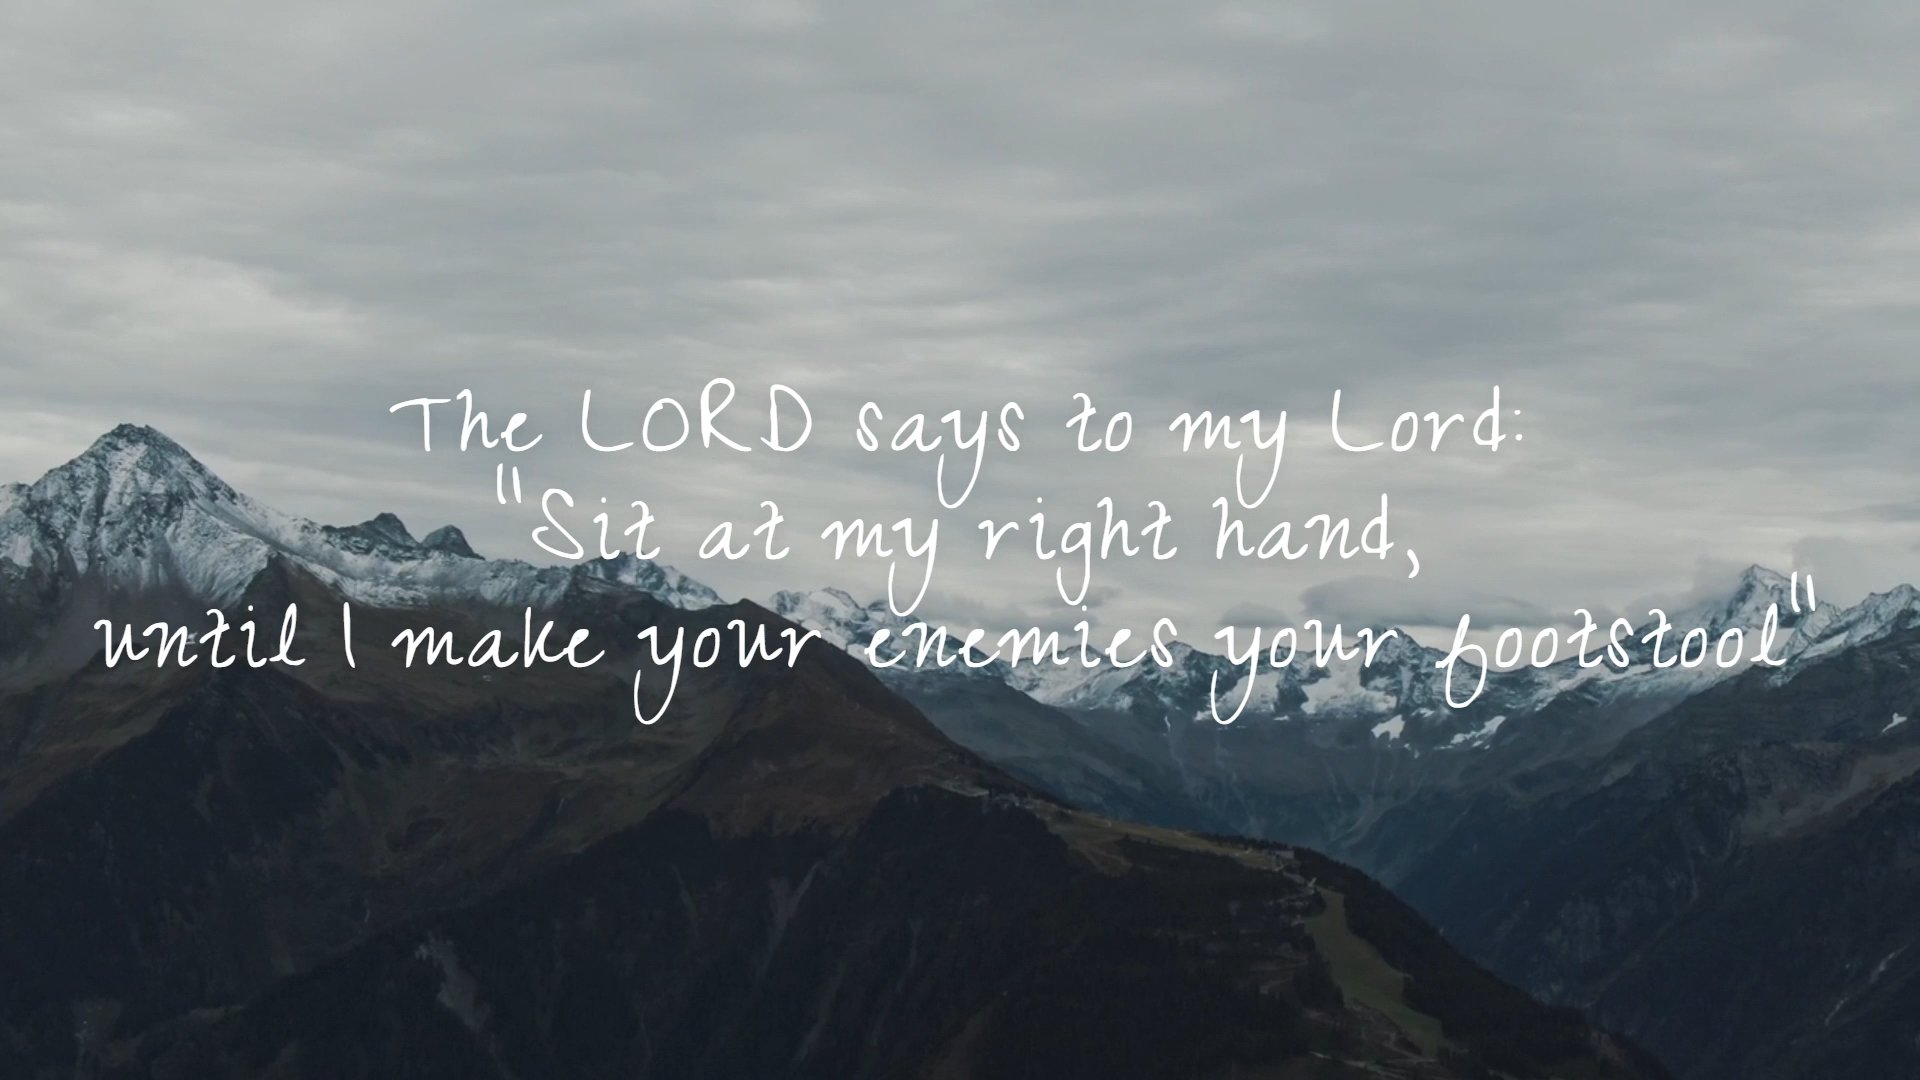 The LORD says to my Lord:
"Sit at my right hand,
until I make your enemies your footstool"